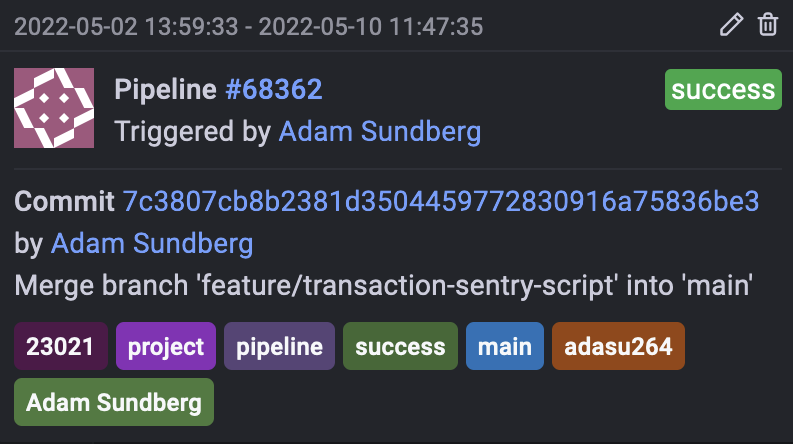 2022-05-02 13:59:33 - 2022-05-10 11:47:35
Pipeline #68362
success
Triggered by Adam Sundberg
Commit 7c3807cb8b2381d3504459772830916a75836be3
by Adam Sundberg
Merge branch 'feature/transaction-sentry-script' into 'main'
23021 project pipeline success main adasu264
Adam Sundberg